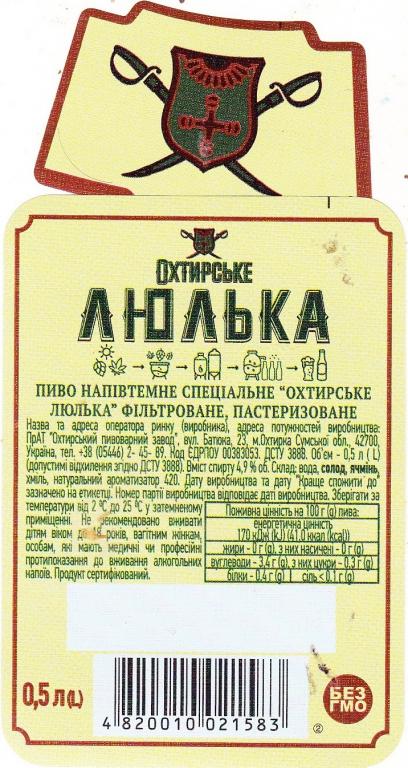 ОХТИРСЬКЕ
ЛЮЛЬКА
ПИВО НАПІВТЕМНЕ СПЕЦІАЛЬНЕ “ОХТИРСЬКЕ
ЛЮЛЬКА” ФІЛЬТРОВАНЕ, ПАСТЕРИЗОВАНЕ
Назва та адреса оператора ринку (виробника), адреса потужностей виробництва:
ПрАТ "Охтирський пивоварний завод", вул. Батюка, 23, м.Охтирка Сумської обл., 42700,
Україна, тел. +38 (05446) 2- 45- 89. Код ЄДРПОУ 00383053. ДСТУ 3888. Об'єм - 0,5 л ( L)
(допустимі відхилення згідно ДСТУ 3888). Вміст спирту 4,9 % об. Склад: вода, солод, ячмінь,
хміль, натуральний ароматизатор 420. Дату виробництва та дату "Краще спожити до"
зазначено на етикетці. Номер партії виробництва відповідає даті виробництва. Зберігати за
температури від 2 ºС до 25 ºС у затемненому
приміщенні. Не рекомендовано вживати
дітям віком до 18 років, вагітним жінкам,
особам, які мають медичні чи професійні
протипоказання до вживання алкогольних
напоїв. Продукт сертифікований.
Поживна цінність на 100 г (g) пива:
енергетична цінність
170 кДж (kJ) (41,0 ккал (kcal))
жири - 0 г (g), з них насичені - 0 г (g)
вуглеводи - 3,4 г (g), з них цукри - 0,3 г (g)
білки - 0,4 г (g) сіль < 0,1 г (g)
0,5 л(L)
4 820010 021583
②
БЕЗ
ГМО